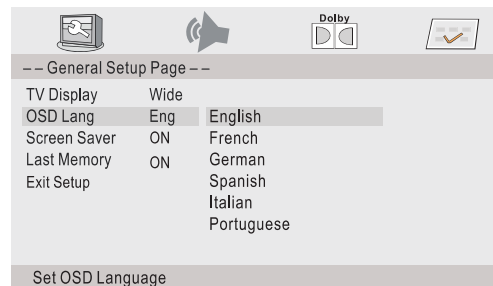 Dolby
-- General Setup Page --
TV Display Wide
OSD Lang Eng English
Screen Saver ON French
Last Memory ON German
Exit Setup Spanish
Italian
Portuguese
Set OSD Language